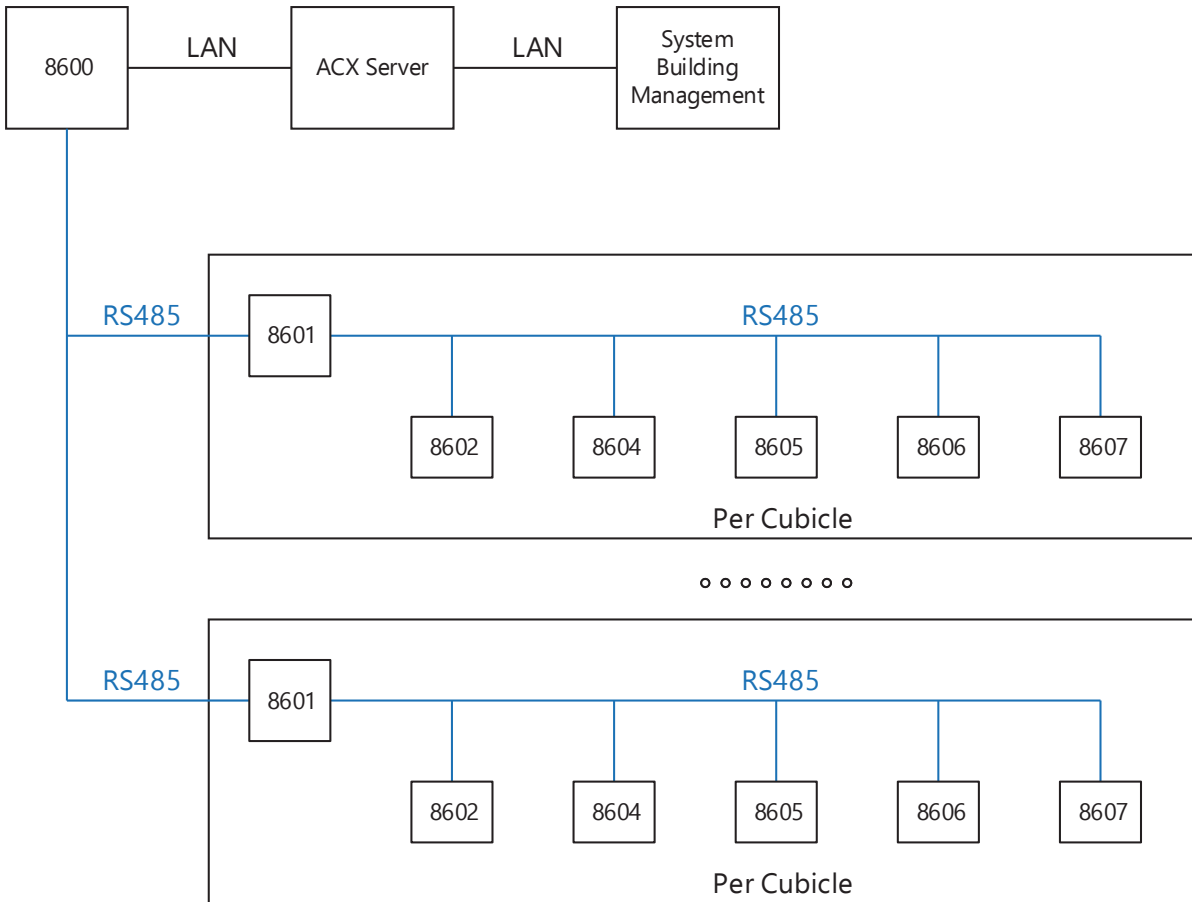 8600
LAN
ACX Server
LAN
System
Building
Management
RS485
8601
RS485
8602
8604
8605
8606
8607
Per Cubicle
RS485
8601
RS485
8602
8604
8605
8606
8607
Per Cubicle